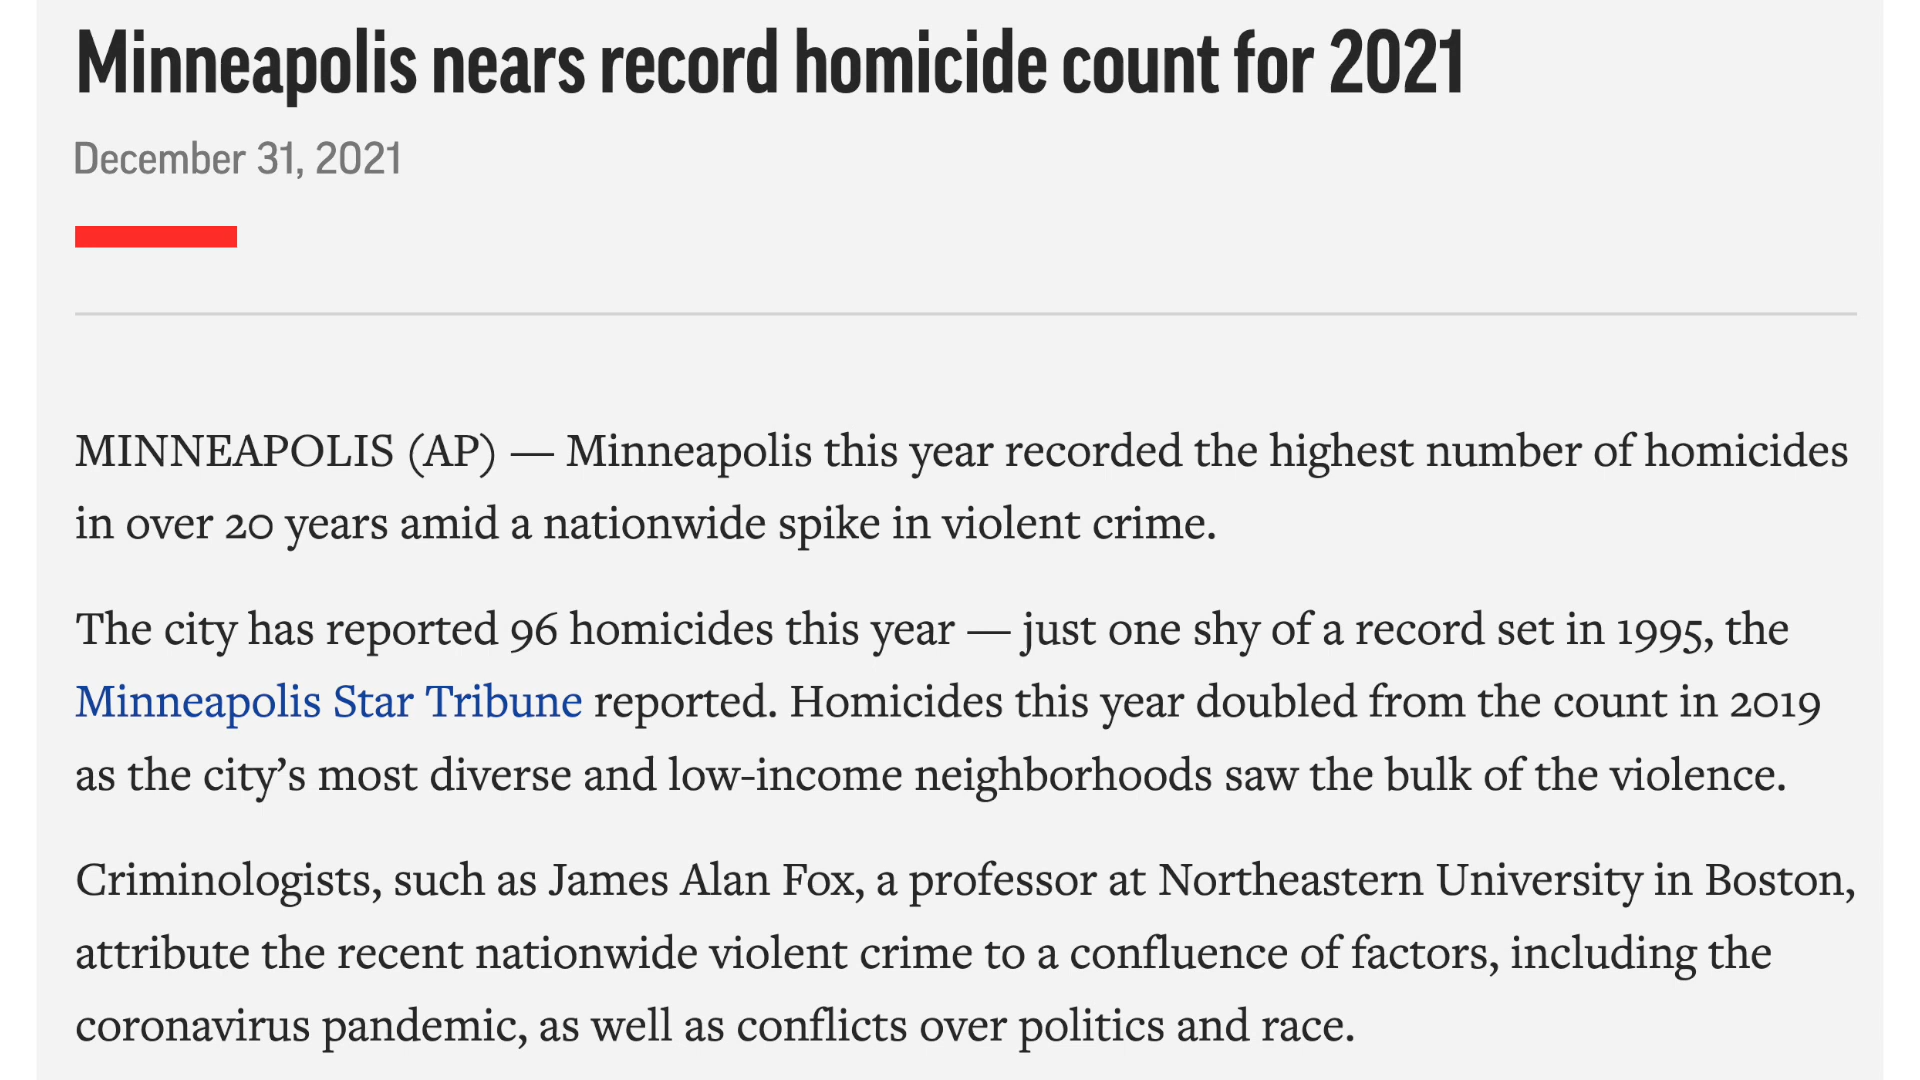 Minneapolis nears record homicide count for 2021
December 31, 2021
MINNEAPOLIS (AP) — Minneapolis this year recorded the highest number of homicides
in over 20 years amid a nationwide spike in violent crime.
The city has reported 96 homicides this year — just one shy of a record set in 1995, the
Minneapolis Star Tribune reported. Homicides this year doubled from the count in 2019
as the city’s most diverse and low-income neighborhoods saw the bulk of the violence.
Criminologists, such as James Alan Fox, a professor at Northeastern University in Boston,
attribute the recent nationwide violent crime to a confluence of factors, including the
coronavirus pandemic, as well as conflicts over politics and race.